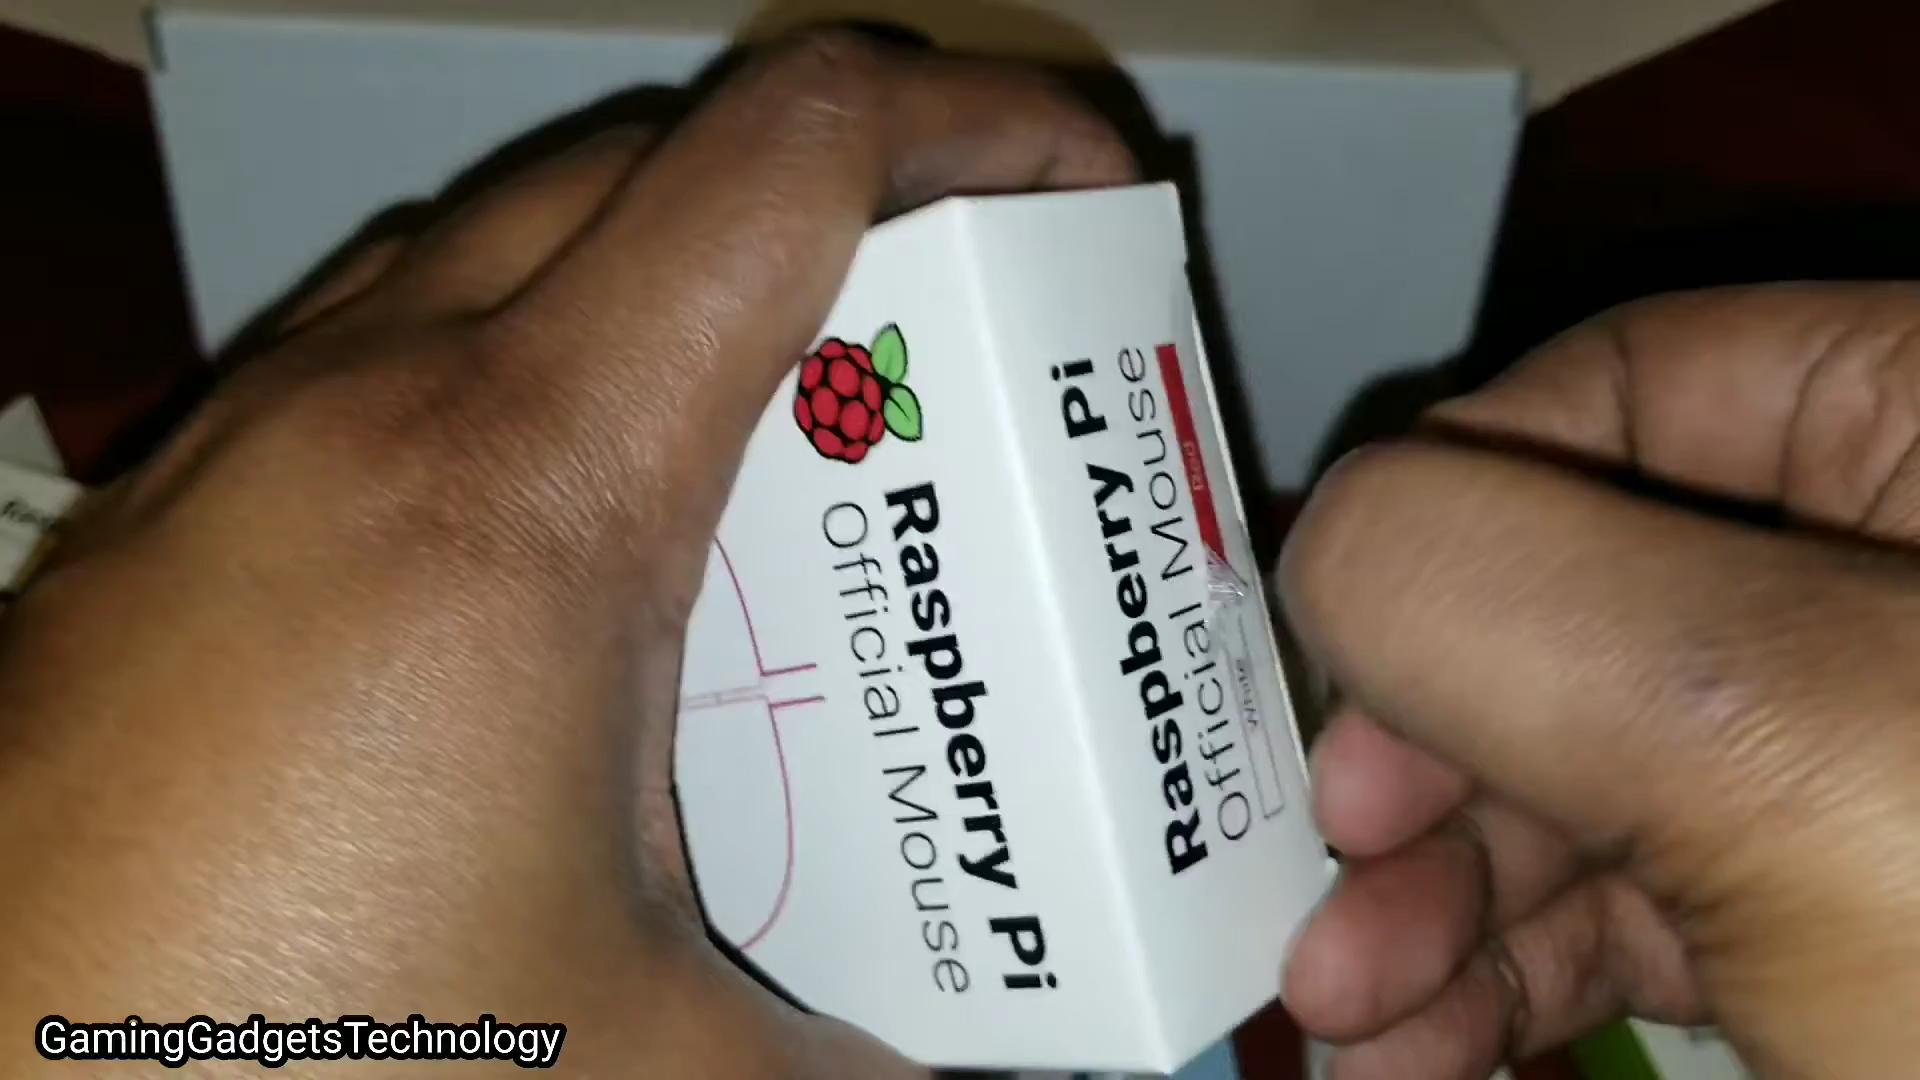 Raspberry Pi
Official Mouse
Raspberry Pi
Official Mouse
Red
White
GamingGadgetsTechnology